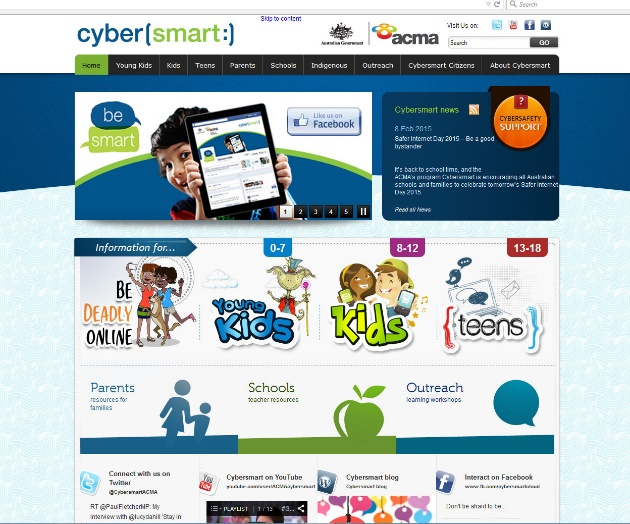 Search
Skip to content
cyber(smart:)
Australian Government
acma
Visit Us on:
Search
GO
Home
Young Kids
Kids
Teens
Parents
Schools
Indigenous
Outreach
Cybersmart Citizens
About Cybersmart
be
smart
Like us on
Facebook
1 2 3 4 5
Cybersmart news
?
CYBERSAFETY
SUPPORT
8 Feb 2015
Safer Internet Day 2015 - Be a good
bystander
It's back to school time, and the
ACMA's program Cybersmart is encouraging all Australian
schools and families to celebrate tomorrow's Safer Internet
Day 2015.
Read all News
Information for...
0-7
8-12
13-18
BE
DEADLY
ONLINE
Young
Kids
Kids
{teens}
Parents
resources for
families
Schools
teacher resources
Outreach
learning workshops
Connect with us on
Twitter
@CybersmartACMA
RT @PaulFletcherMP: My
interview with @lucydahill 'Stay in
Cybersmart on YouTube
youtube.com/user/ACMAcybersmart
PLAYLIST 1 / 13 #G...
Cybersmart blog
Cybersmart blog
Interact on Facebook
www.fb.com/cybersmartcloud
Don't be afraid to be...